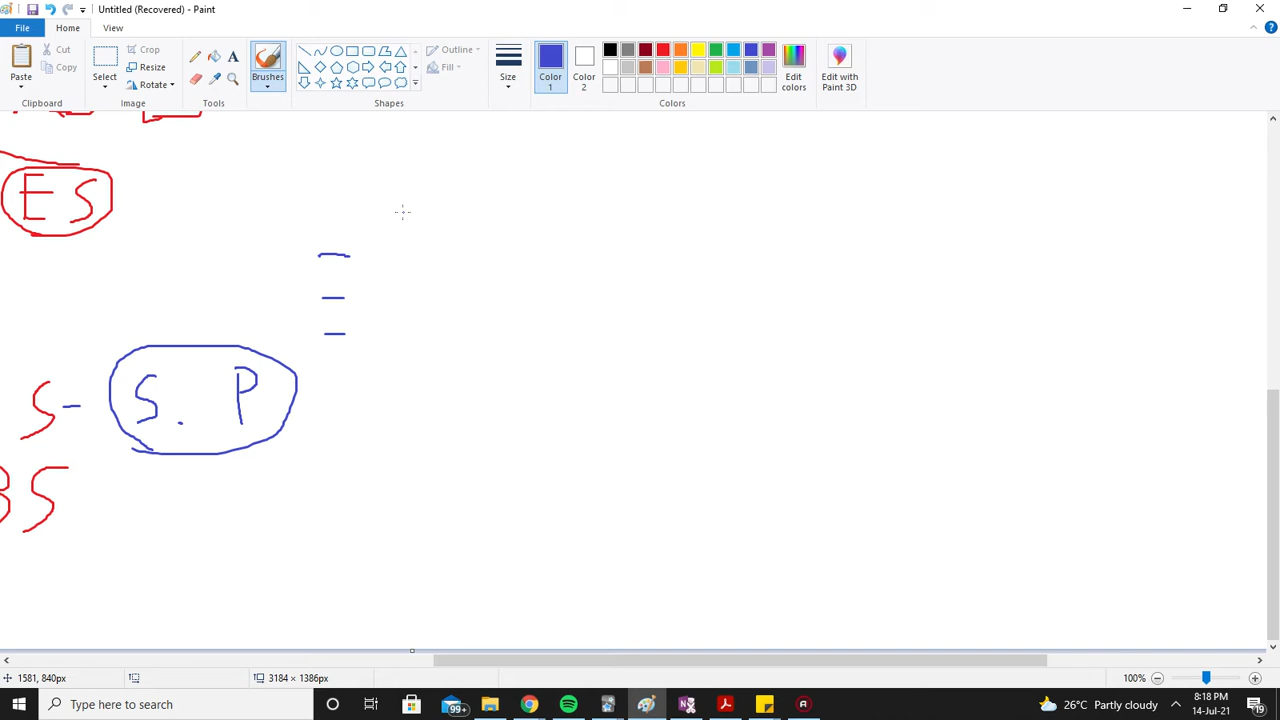 Untitled (Recovered) - Paint
File Home View
Paste
Cut
Copy
Clipboard
Select
Crop
Resize
Rotate
Image
Tools
Brushes
Shapes
Outline
Fill
Size
Color 1
Color 2
Edit colors
Edit with Paint 3D
Colors
ES
S - S. P
S
1581, 840px
3184 × 1386px
100%
Type here to search
99+
26°C Partly cloudy
8:18 PM
14-Jul-21
19